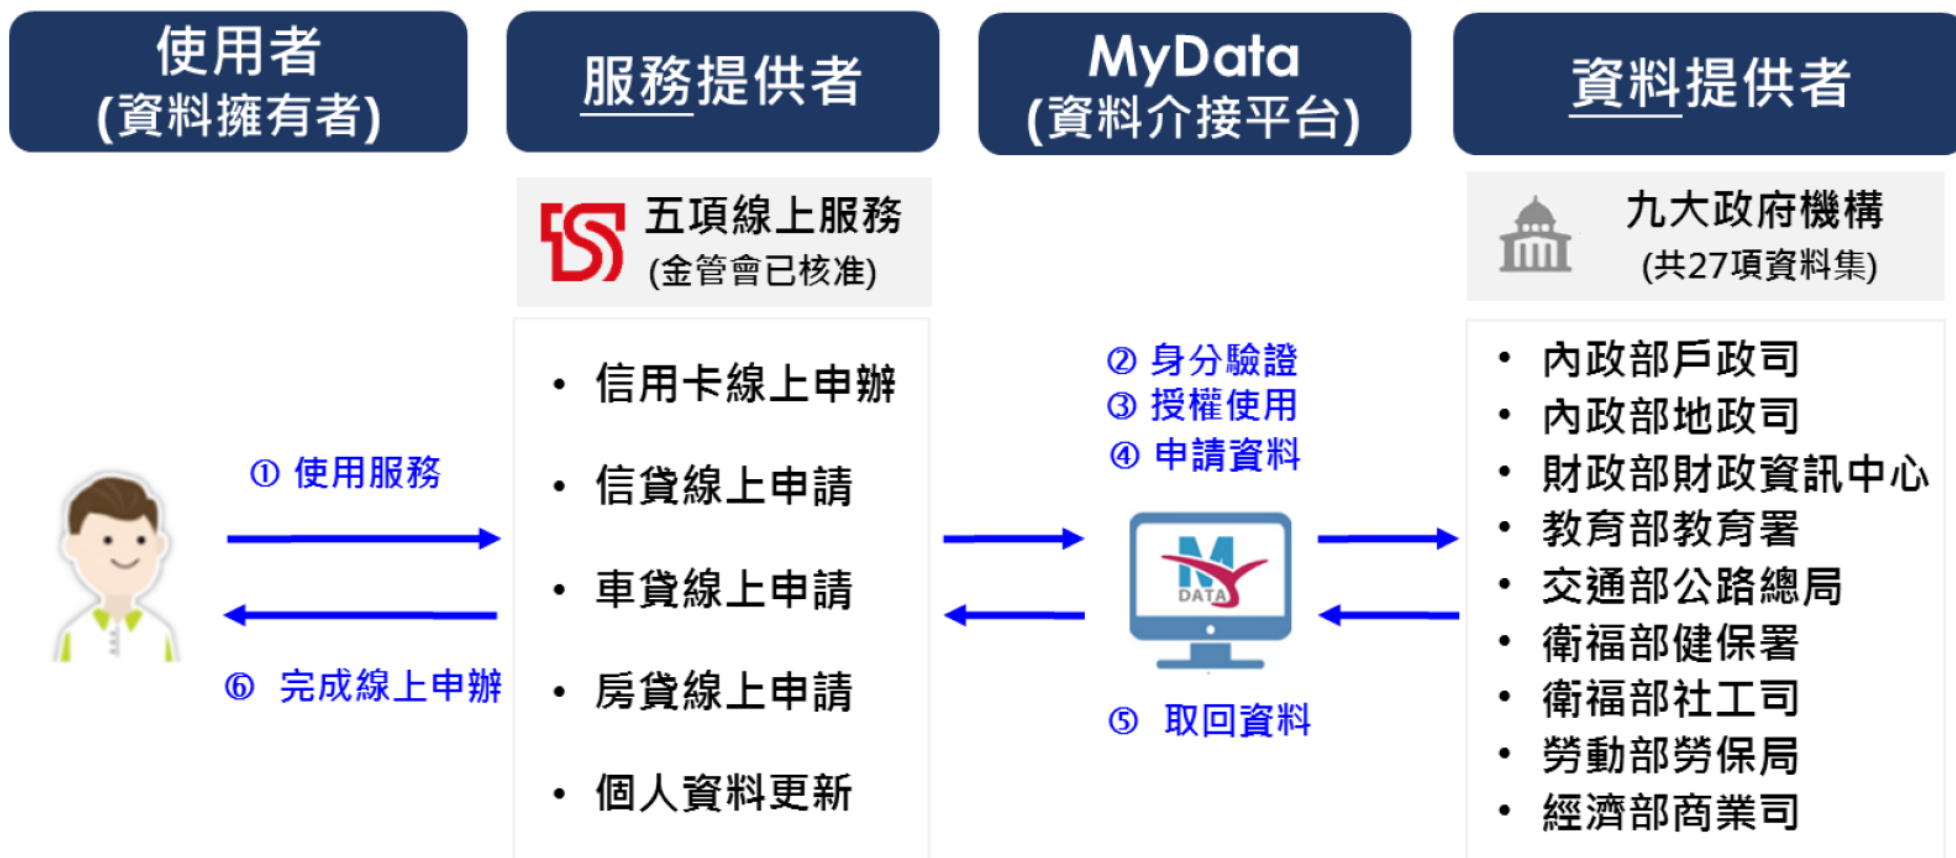 使用者
(資料擁有者)
服務提供者
MyData
(資料介接平台)
資料提供者
五項線上服務
(金管會已核准)
九大政府機構
(共27項資料集)
① 使用服務
⑥ 完成線上申辦
• 信用卡線上申辦
• 信貸線上申請
• 車貸線上申請
• 房貸線上申請
• 個人資料更新
② 身分驗證
③ 授權使用
④ 申請資料
MY
DATA
⑤ 取回資料
• 內政部戶政司
• 內政部地政司
• 財政部財政資訊中心
• 教育部教育署
• 交通部公路總局
• 衛福部健保署
• 衛福部社工司
• 勞動部勞保局
• 經濟部商業司